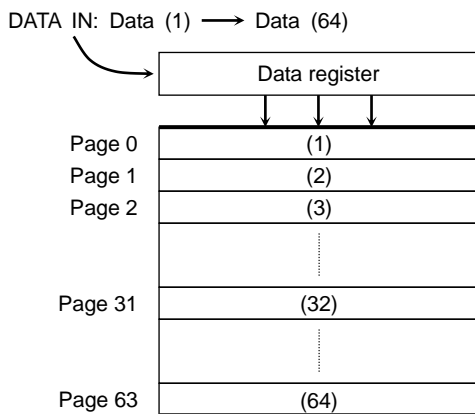 DATA IN: Data (1) Data (64)
Data register
Page 0 (1)
Page 1 (2)
Page 2 (3)
Page 31 (32)
Page 63 (64)